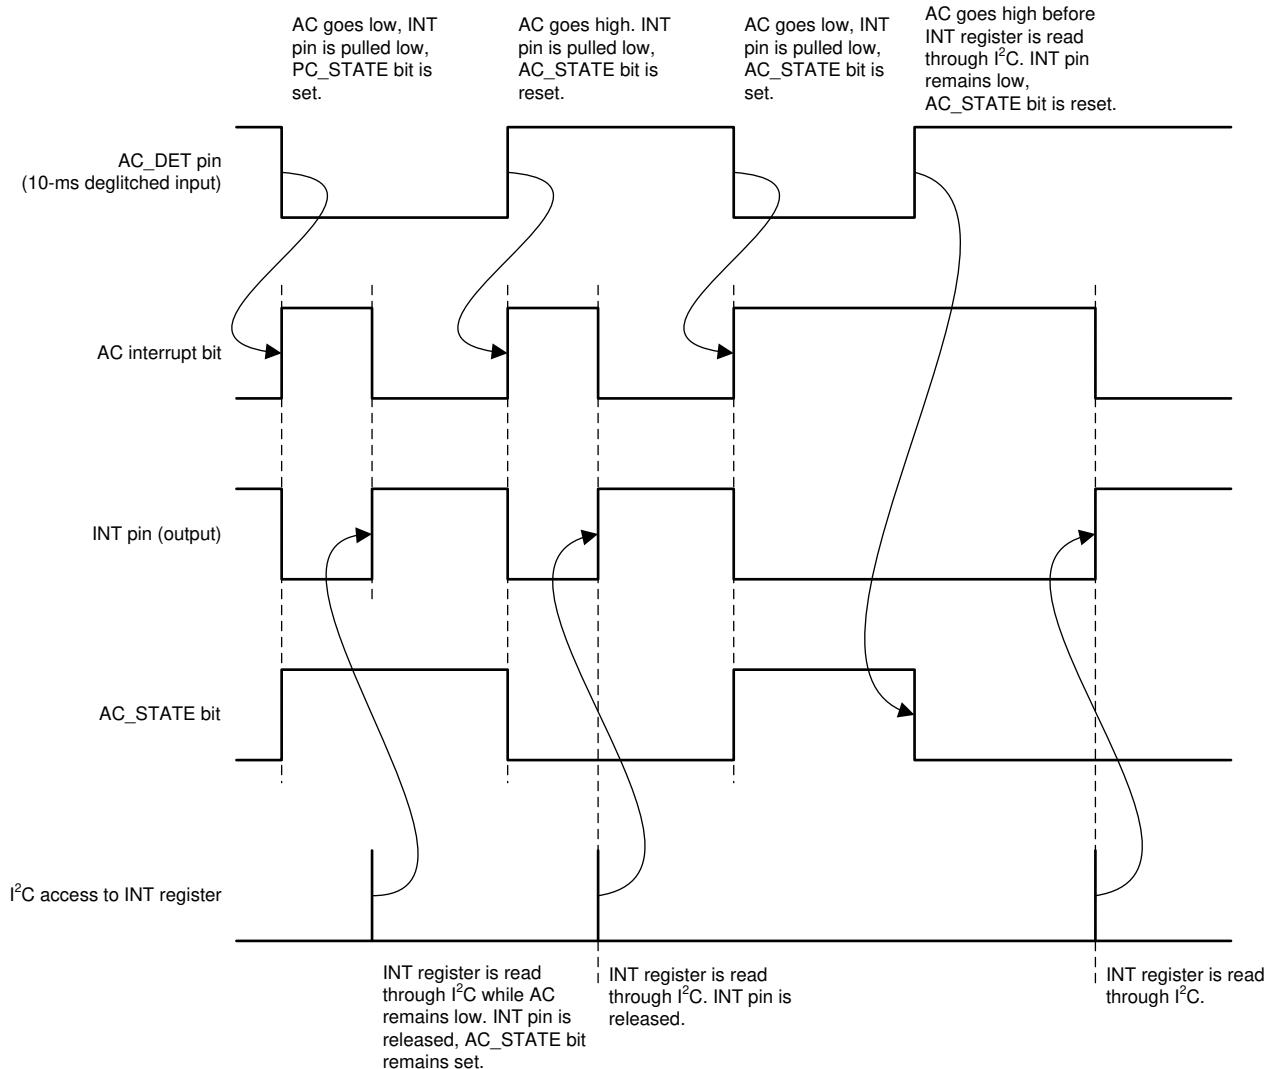 AC goes low, INT
pin is pulled low,
PC_STATE bit is
set.
AC goes high. INT
pin is pulled low,
AC_STATE bit is
reset.
AC goes low, INT
pin is pulled low,
AC_STATE bit is
set.
AC goes high before
INT register is read
through I²C. INT pin
remains low,
AC_STATE bit is reset.
AC_DET pin
(10-ms deglitched input)
AC interrupt bit
INT pin (output)
AC_STATE bit
I²C access to INT register
INT register is read
through I²C while AC
remains low. INT pin is
released, AC_STATE bit
remains set.
INT register is read
through I²C. INT pin is
released.
INT register is read
through I²C.